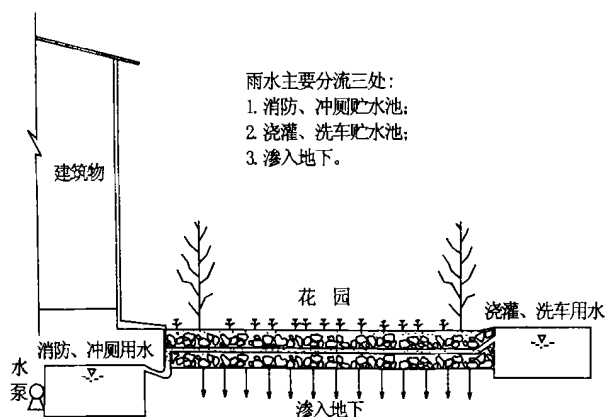 雨水主要分流三处：
1.消防、冲厕贮水池；
2.浇灌、洗车贮水池；
3.渗入地下。
建筑物
花 园
浇灌、洗车用水
消防、冲厕用水
水
泵
渗入地下